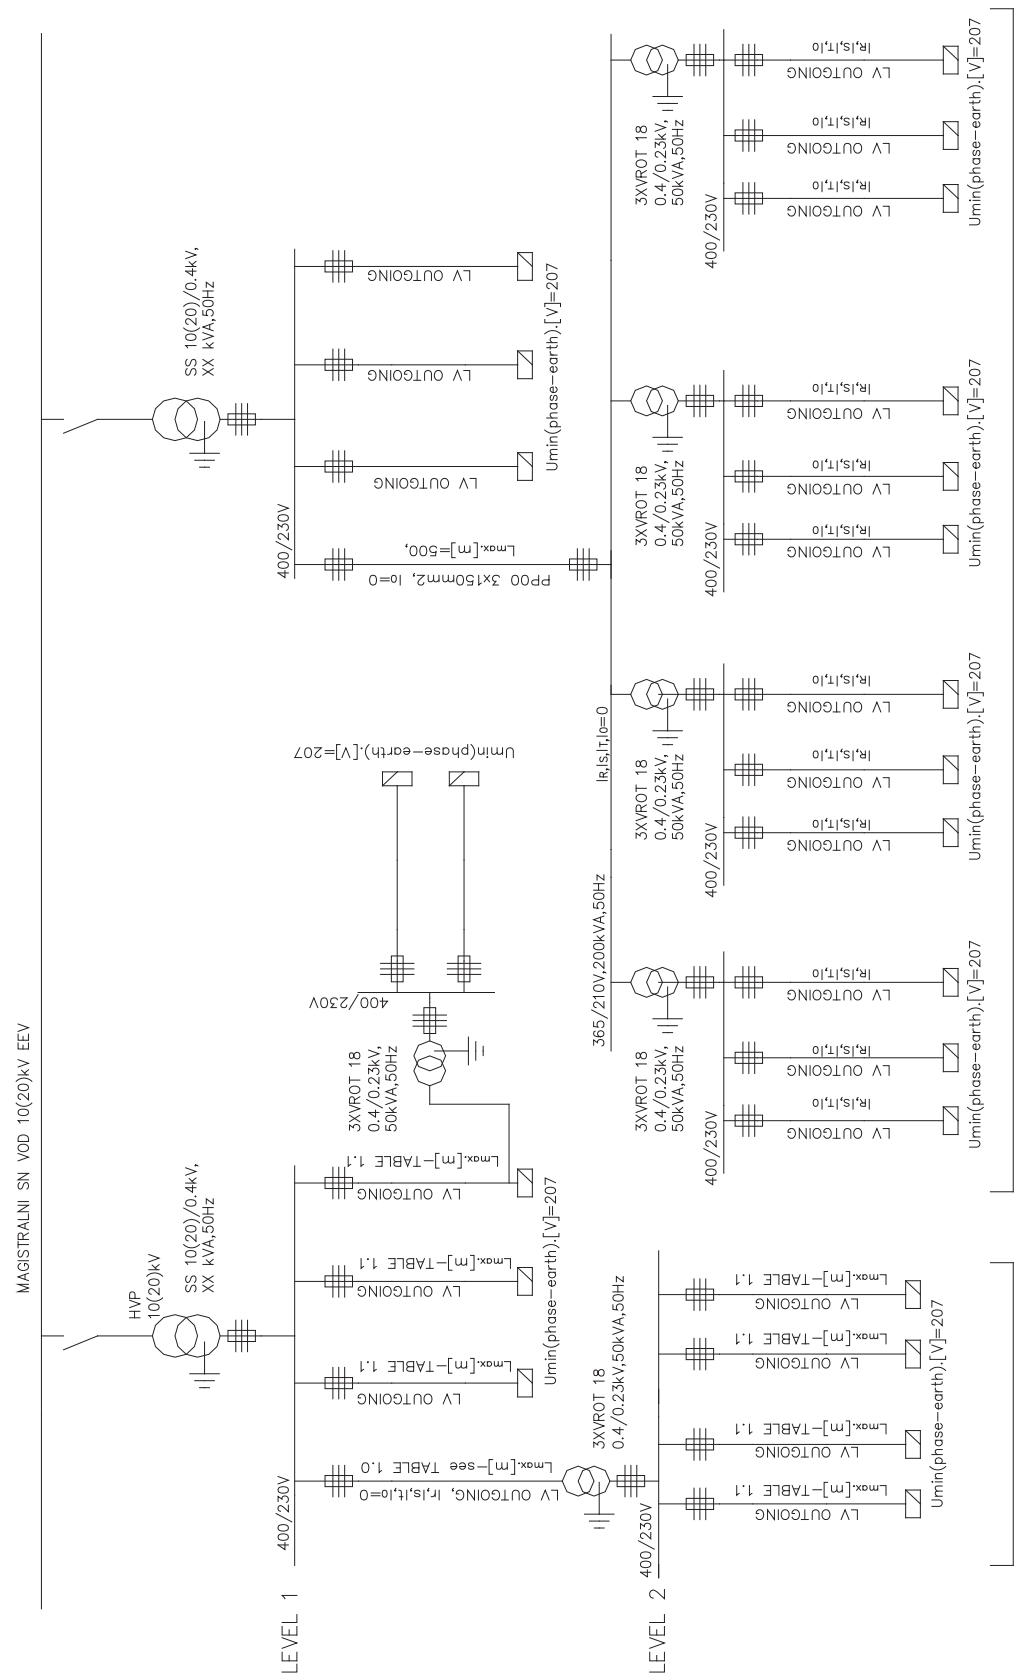 MAGISTRALNI SN VOD 10(20)kV EEV
HVP
10(20)kV
SS 10(20)/0.4kV,
XX kVA,50Hz
SS 10(20)/0.4kV,
XX kVA,50Hz
LEVEL 1
400/230V
LV OUTGOING, Ir,Is,It,Io=0
Lmax.[m]-see TABLE 1.0
LV OUTGOING
Lmax.[m]-TABLE 1.1
LV OUTGOING
Lmax.[m]-TABLE 1.1
LV OUTGOING
Lmax.[m]-TABLE 1.1
Umin(phase-earth).[V]=207
3XVROT 18
0.4/0.23kV,
50kVA,50Hz
400/230V
Umin(phase-earth).[V]=207
400/230V
PP00 3x150mm2, Io=0
Lmax.[m]=500,
LV OUTGOING
LV OUTGOING
LV OUTGOING
Umin(phase-earth).[V]=207
LEVEL 2
400/230V
3XVROT 18
0.4/0.23kV,50kVA,50Hz
LV OUTGOING
Lmax.[m]-TABLE 1.1
LV OUTGOING
Lmax.[m]-TABLE 1.1
LV OUTGOING
Lmax.[m]-TABLE 1.1
LV OUTGOING
Lmax.[m]-TABLE 1.1
Umin(phase-earth).[V]=207
365/210V,200kVA,50Hz
IR,IS,IT,Io=0
3XVROT 18
0.4/0.23kV,
50kVA,50Hz
400/230V
LV OUTGOING
IR,IS,IT,Io
LV OUTGOING
IR,IS,IT,Io
LV OUTGOING
IR,IS,IT,Io
Umin(phase-earth).[V]=207
3XVROT 18
0.4/0.23kV,
50kVA,50Hz
400/230V
LV OUTGOING
IR,IS,IT,Io
LV OUTGOING
IR,IS,IT,Io
LV OUTGOING
IR,IS,IT,Io
Umin(phase-earth).[V]=207
3XVROT 18
0.4/0.23kV,
50kVA,50Hz
400/230V
LV OUTGOING
IR,IS,IT,Io
LV OUTGOING
IR,IS,IT,Io
LV OUTGOING
IR,IS,IT,Io
Umin(phase-earth).[V]=207
3XVROT 18
0.4/0.23kV,
50kVA,50Hz
400/230V
LV OUTGOING
IR,IS,IT,Io
LV OUTGOING
IR,IS,IT,Io
LV OUTGOING
IR,IS,IT,Io
Umin(phase-earth).[V]=207